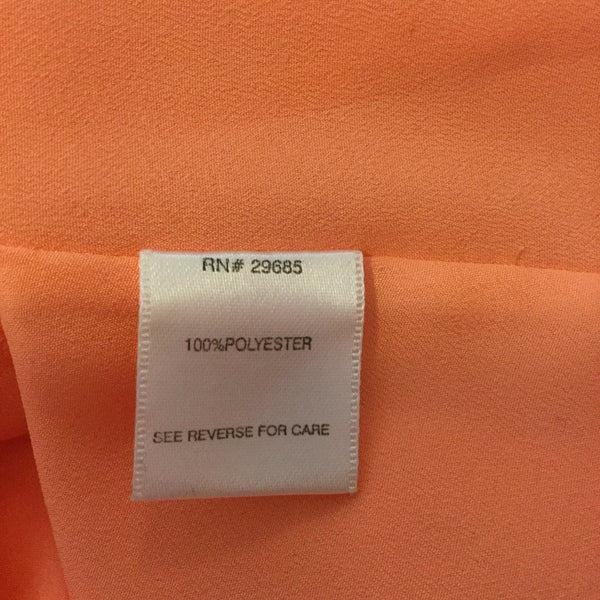 RN# 29685
100%POLYESTER
SEE REVERSE FOR CARE